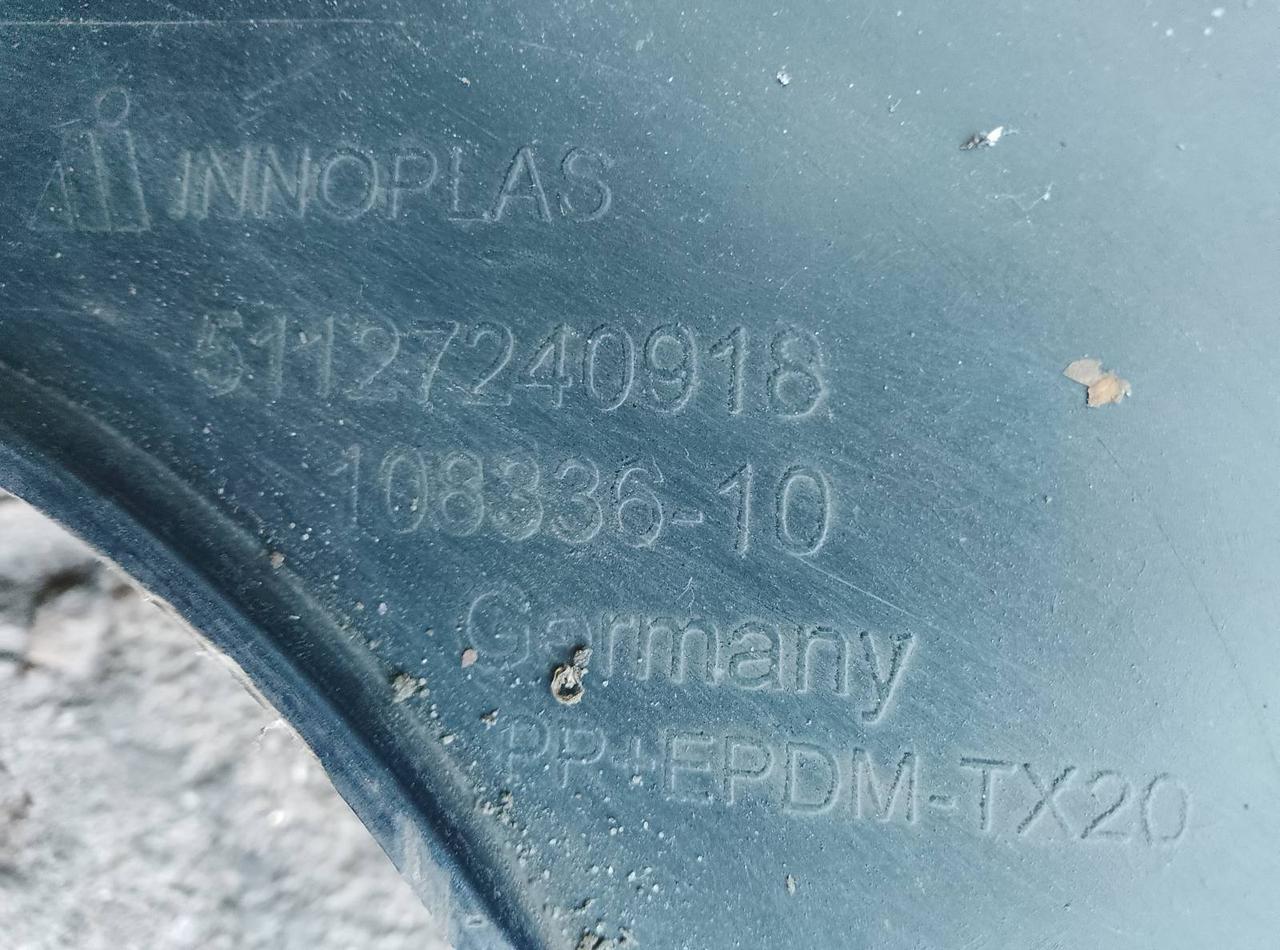 INNOPLAS
51127240918
108336-10
Germany
PP+EPDM-TX20